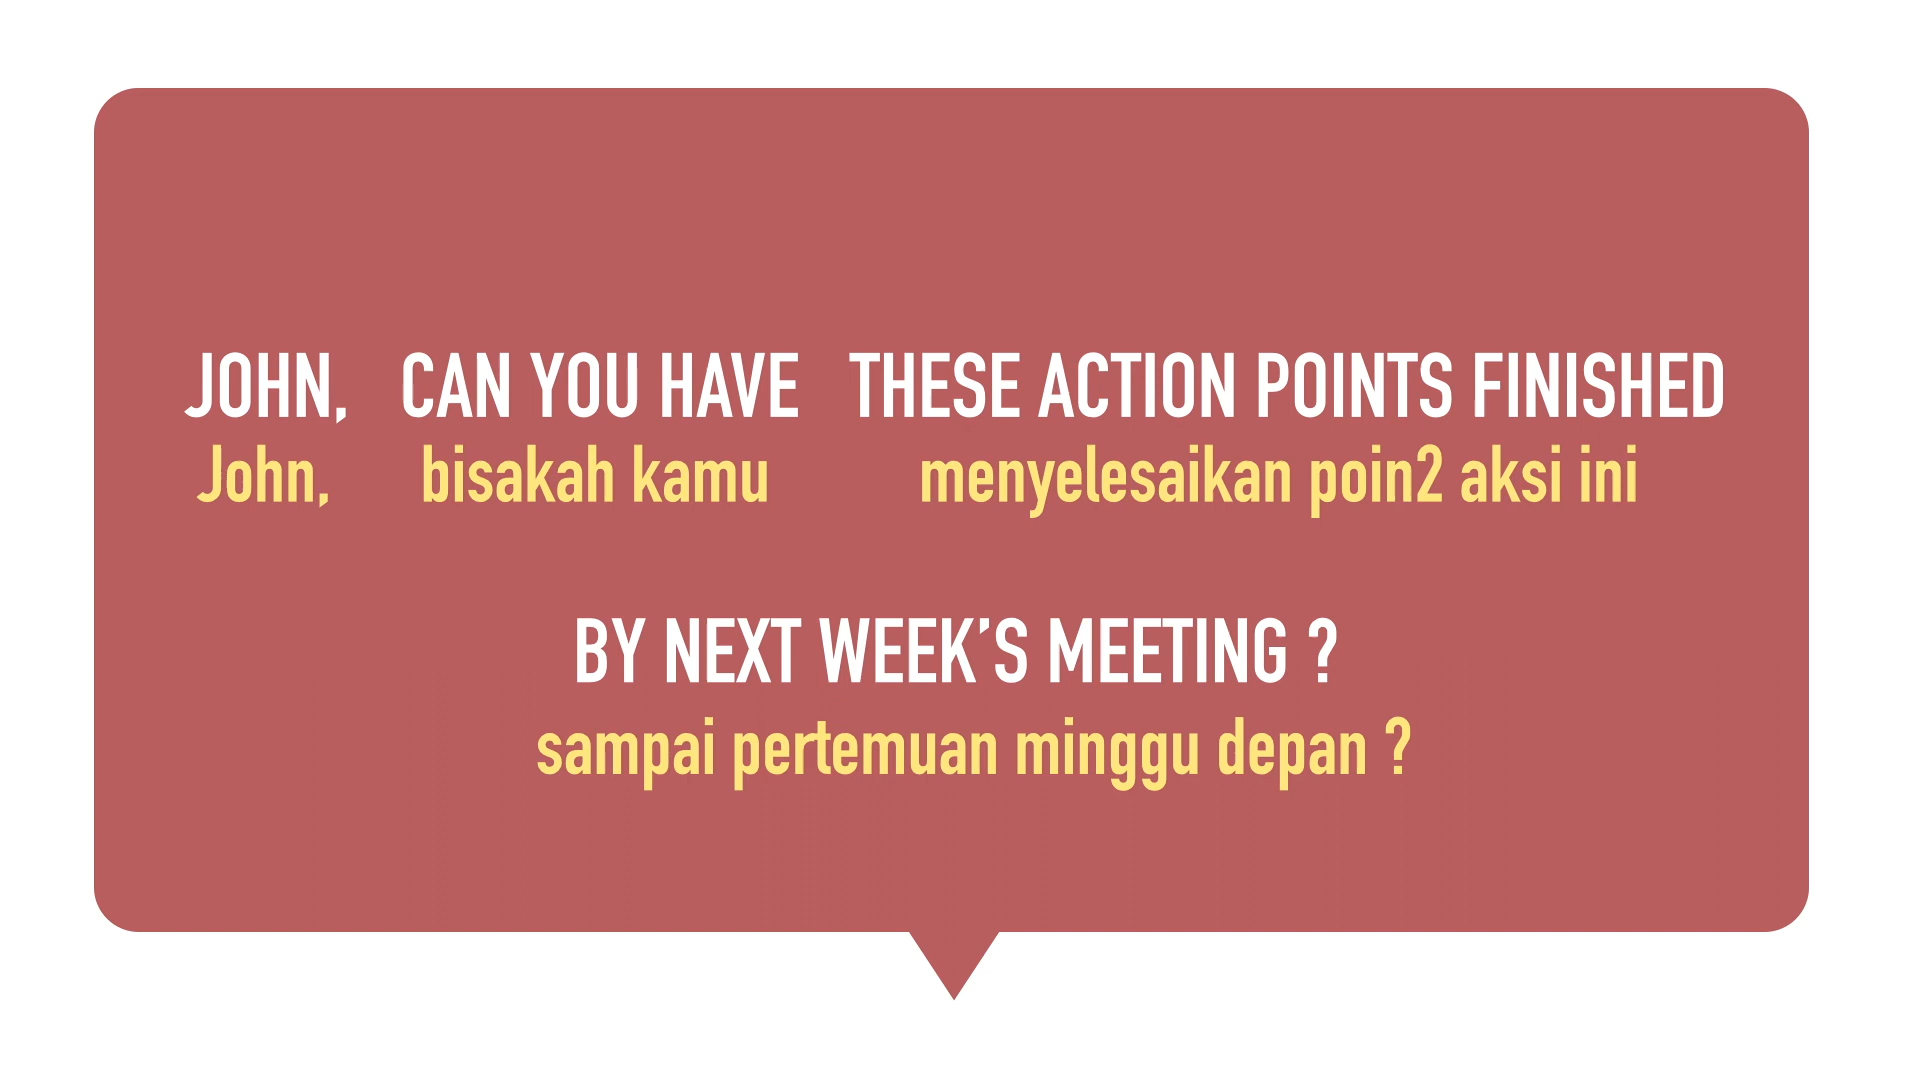 JOHN, CAN YOU HAVE THESE ACTION POINTS FINISHED
John, bisakah kamu menyelesaikan poin2 aksi ini
BY NEXT WEEK’S MEETING ?
sampai pertemuan minggu depan ?